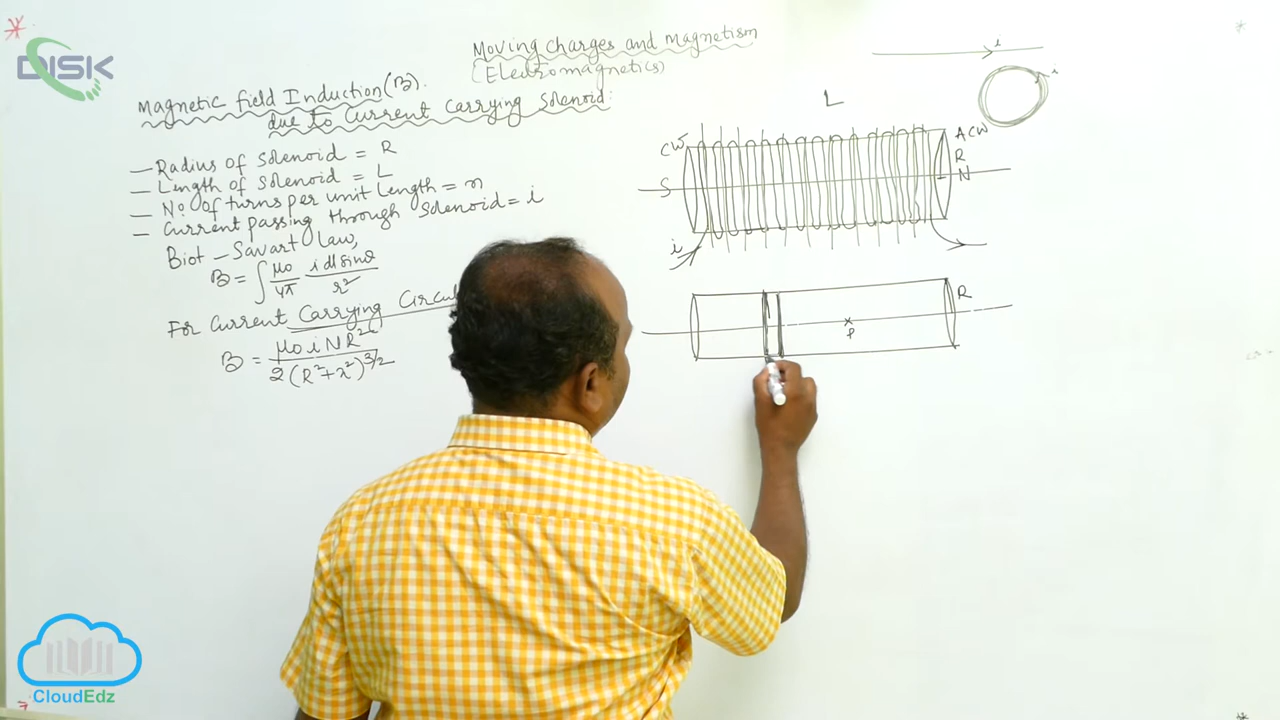 DISK
Moving charges and magnetism
(Electromagnetics)
Magnetic field Induction (B).
due to Current Carrying Solenoid:
— Radius of Solenoid = R
— Length of Solenoid = L
— No. of turns per unit Length = n
— Current passing through Solenoid = i
Biot – Savart Law,
B = ∫ μ0/4π i dl sinθ/r²
For Current Carrying
B = μ0 i N R²/2(R²+x²)^3/2
i
i
L
CW
ACW
R
S
N
i
R
P
CloudEdz